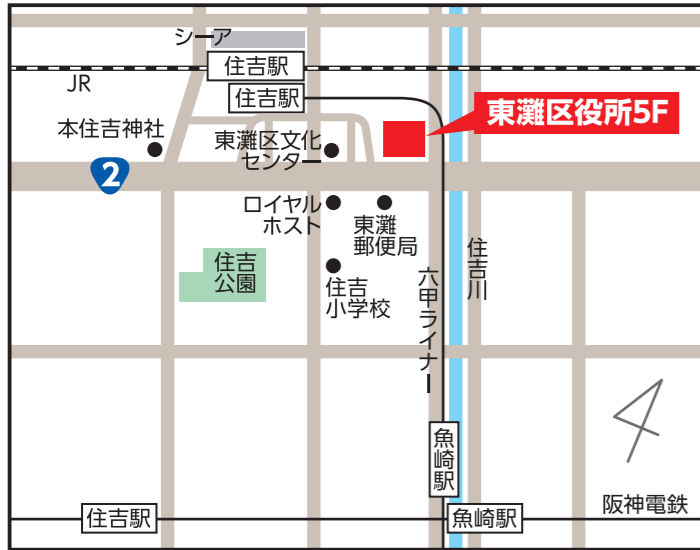 シーア
住吉駅
JR
住吉駅
東灘区役所5F
本住吉神社
東灘区文化
センター
2
ロイヤル
ホスト
東灘
郵便局
住吉
公園
住吉
小学校
六甲ライナー
住吉川
魚崎駅
阪神電鉄
住吉駅
魚崎駅